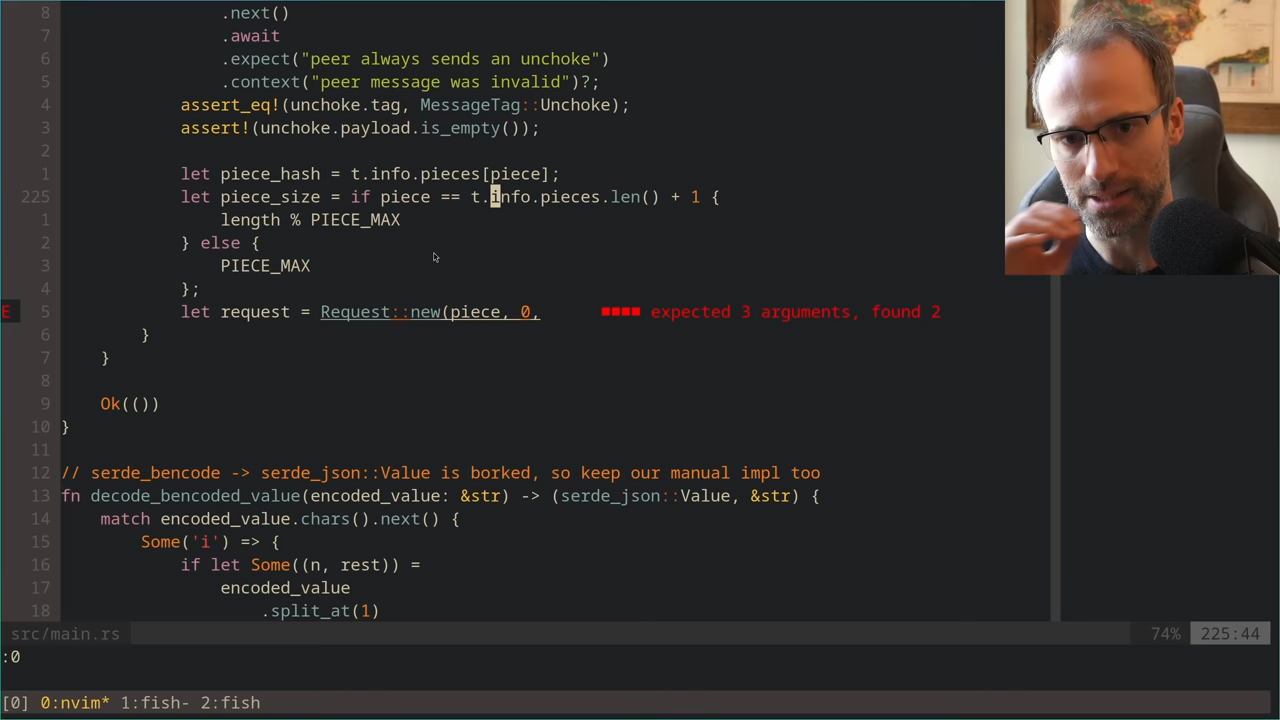 8 .next()
7 .await
6 .expect("peer always sends an unchoke")
5 .context("peer message was invalid")?;
4 assert_eq!(unchoke.tag, MessageTag::Unchoke);
3 assert!(unchoke.payload.is_empty());
2
1 let piece_hash = t.info.pieces[piece];
225 let piece_size = if piece == t.info.pieces.len() + 1 {
1 length % PIECE_MAX
2 } else {
3 PIECE_MAX
4 };
E 5 let request = Request::new(piece, 0, ■■■■ expected 3 arguments, found 2
6 }
7 }
8
9 Ok(())
10 }
11
12 // serde_bencode -> serde_json::Value is borked, so keep our manual impl too
13 fn decode_bencoded_value(encoded_value: &str) -> (serde_json::Value, &str) {
14 match encoded_value.chars().next() {
15 Some('i') => {
16 if let Some((n, rest)) =
17 encoded_value
18 .split_at(1)
src/main.rs 74% 225:44
:0
[0] 0:nvim* 1:fish- 2:fish